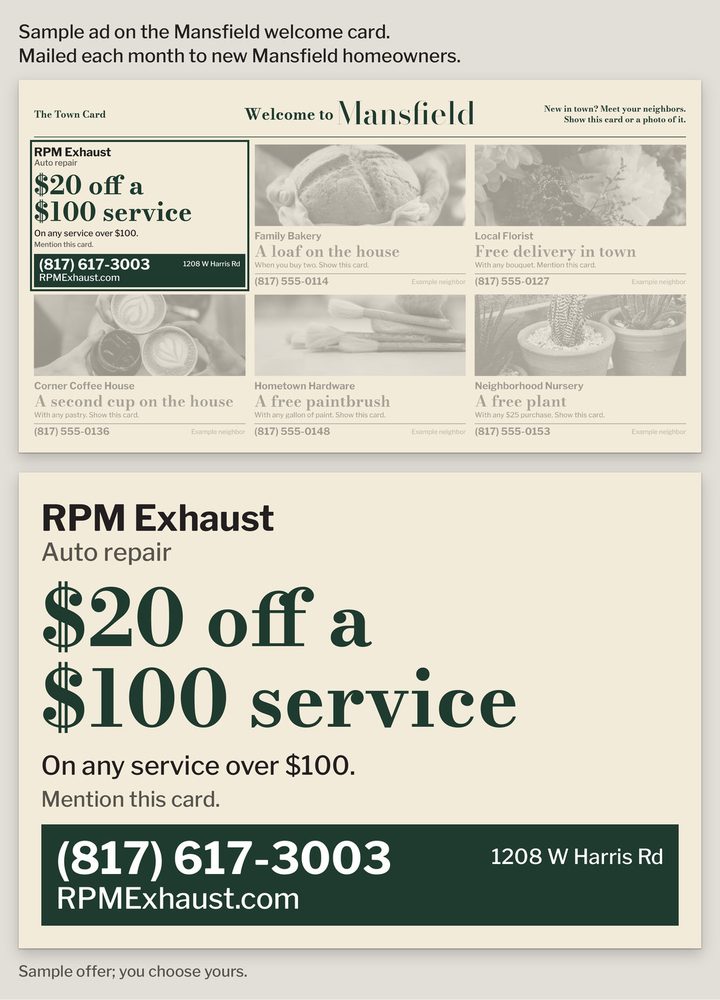 Sample ad on the Mansfield welcome card.
Mailed each month to new Mansfield homeowners.
The Town Card
Welcome to Mansfield
New in town? Meet your neighbors.
Show this card or a photo of it.
RPM Exhaust
Auto repair
$20 off a
$100 service
On any service over $100.
Mention this card.
(817) 617-3003
1208 W Harris Rd
RPMExhaust.com
Family Bakery
A loaf on the house
When you buy two. Show this card.
(817) 555-0114
Example neighbor
Local Florist
Free delivery in town
With any bouquet. Mention this card.
(817) 555-0127
Example neighbor
Corner Coffee House
A second cup on the house
With any pastry. Show this card.
(817) 555-0136
Example neighbor
Hometown Hardware
A free paintbrush
With any gallon of paint. Show this card.
(817) 555-0148
Example neighbor
Neighborhood Nursery
A free plant
With any $25 purchase. Show this card.
(817) 555-0153
Example neighbor
RPM Exhaust
Auto repair
$20 off a
$100 service
On any service over $100.
Mention this card.
(817) 617-3003
1208 W Harris Rd
RPMExhaust.com
Sample offer; you choose yours.